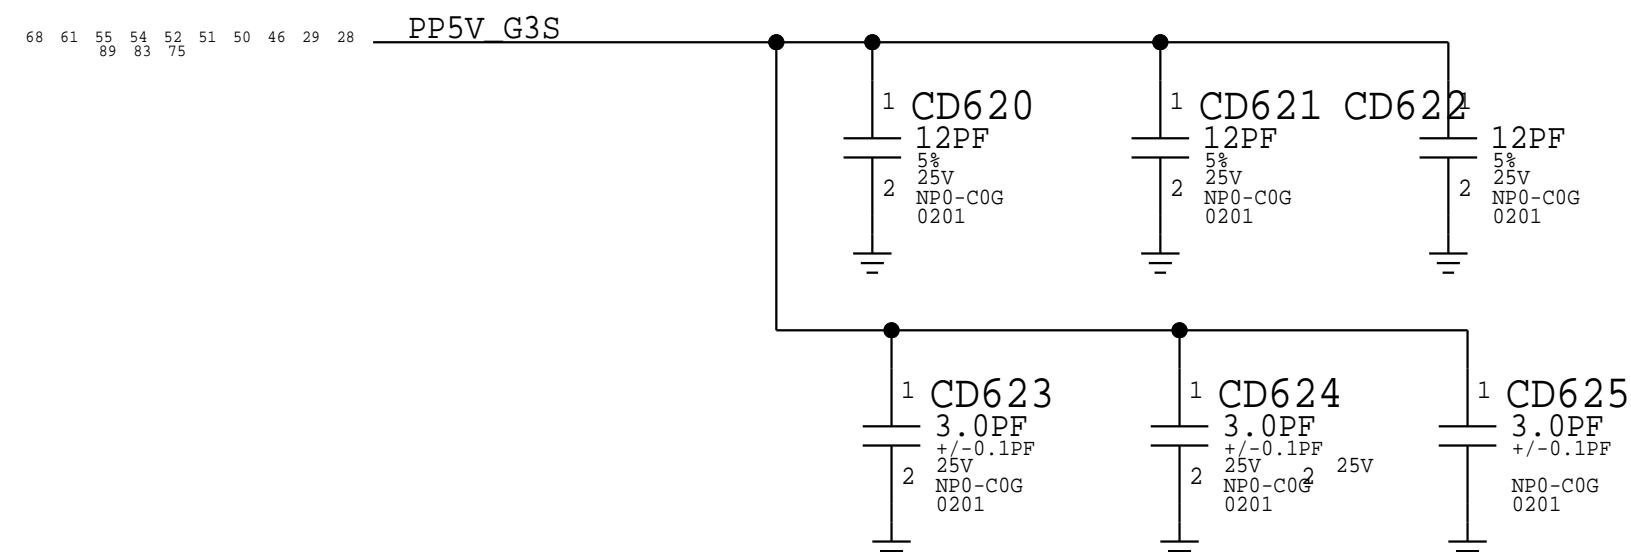 PP5V_G3S
68 61 55 54 52 51 50 46 29 28
89 83 75
1 CD620 1 CD621 CD622 1
12PF 12PF 12PF
5% 5% 5%
25V 25V 25V
2 2 2
NP0-C0G NP0-C0G NP0-C0G
0201 0201 0201
1 CD623 1 CD624 1 CD625
3.0PF 3.0PF 3.0PF
+/-0.1PF +/-0.1PF +/-0.1PF
25V 25V 25V
2 2 2
NP0-C0G NP0-C0G NP0-C0G
0201 0201 0201